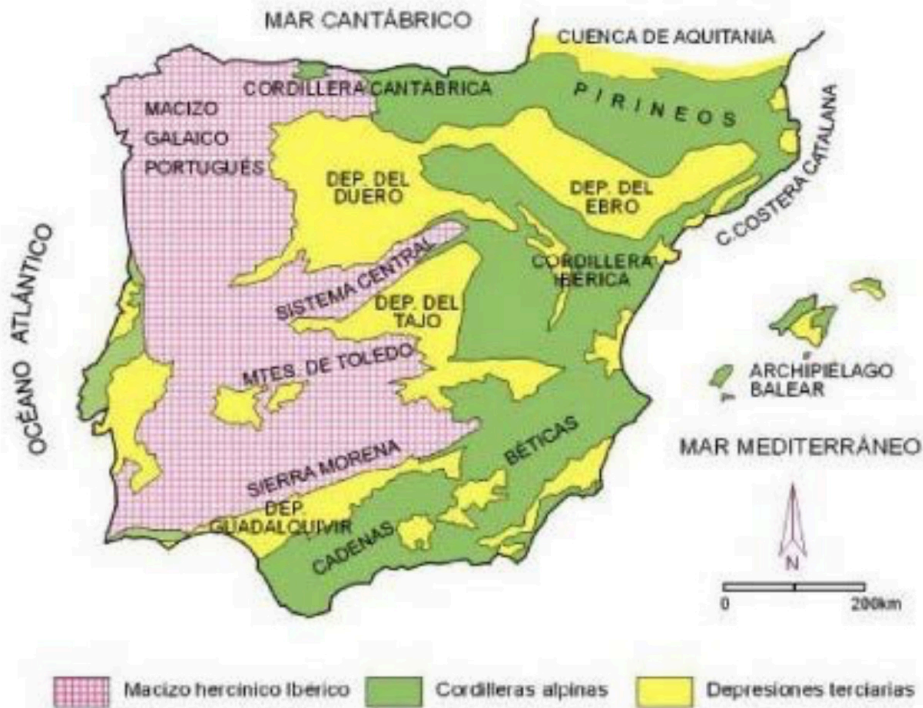 MAR CANTÁBRICO
CUENCA DE AQUITANIA
CORDILLERA CANTÁBRICA
PIRINEOS
MACIZO
GALAICO
PORTUGUÉS
DEP. DEL
DUERO
DEP. DEL
EBRO
C.COSTERA CATALANA
OCÉANO ATLÁNTICO
SISTEMA CENTRAL
CORDILLERA
IBÉRICA
DEP. DEL
TAJO
MTES. DE TOLEDO
ARCHIPIÉLAGO
BALEAR
MAR MEDITERRÁNEO
SIERRA MORENA
BÉTICAS
DEP.
GUADALQUIVIR
CADENAS
N
0 200km
Macizo hercínico Ibérico
Cordilleras alpinas
Depresiones terciarias